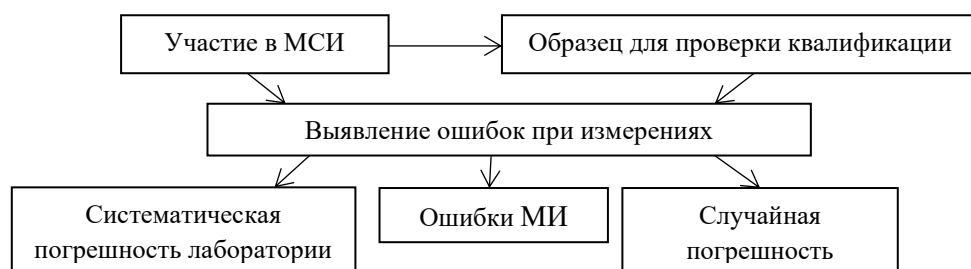 Участие в МСИ
Образец для проверки квалификации
Выявление ошибок при измерениях
Систематическая
погрешность лаборатории
Ошибки МИ
Случайная
погрешность